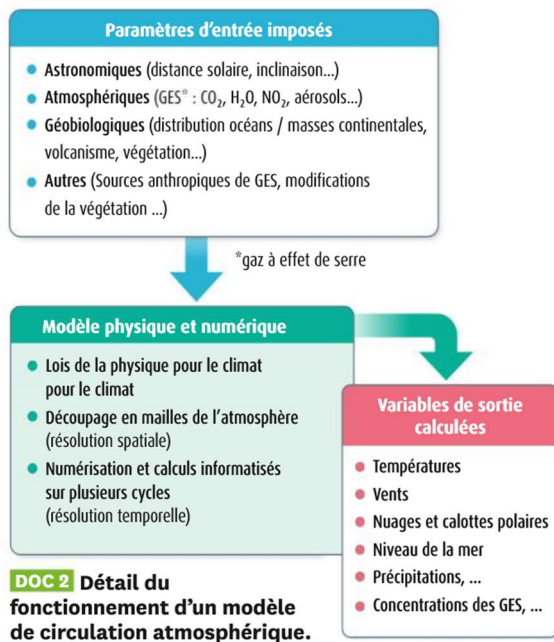 Paramètres d'entrée imposés
• Astronomiques (distance solaire, inclinaison...)
• Atmosphériques (GES* : CO₂, H₂O, NO₂, aérosols...)
• Géobiologiques (distribution océans / masses continentales,
volcanisme, végétation...)
• Autres (Sources anthropiques de GES, modifications
de la végétation ...)
*gaz à effet de serre
Modèle physique et numérique
• Lois de la physique pour le climat
pour le climat
• Découpage en mailles de l'atmosphère
(résolution spatiale)
• Numérisation et calculs informatisés
sur plusieurs cycles
(résolution temporelle)
Variables de sortie
calculées
• Températures
• Vents
• Nuages et calottes polaires
• Niveau de la mer
• Précipitations, ...
• Concentrations des GES, ...
DOC 2 Détail du
fonctionnement d'un modèle
de circulation atmosphérique.